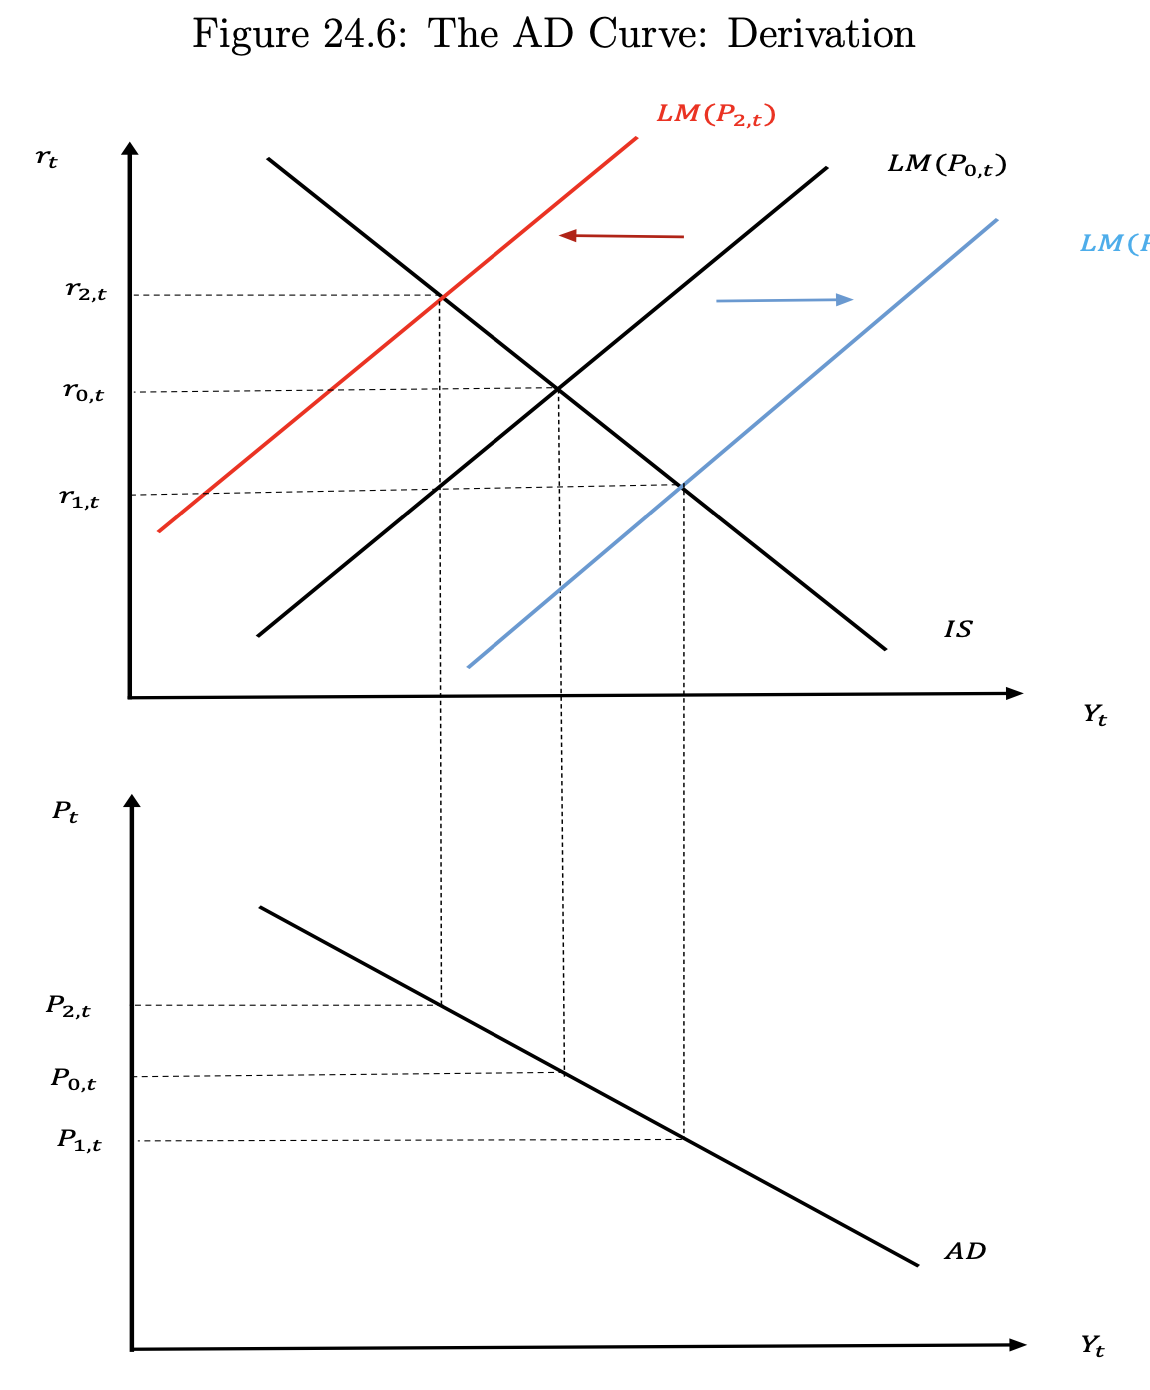 Figure 24.6: The AD Curve: Derivation
LM(P₂,ₜ)
rₜ
LM(P₀,ₜ)
LM(
r₂,ₜ
r₀,ₜ
r₁,ₜ
IS
Yₜ
Pₜ
P₂,ₜ
P₀,ₜ
P₁,ₜ
AD
Yₜ